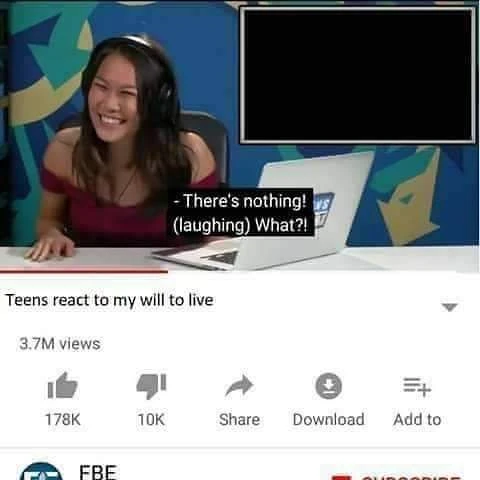 - There's nothing!
(laughing) What?!
Teens react to my will to live
3.7M views
178K
10K
Share
Download
Add to
FBE